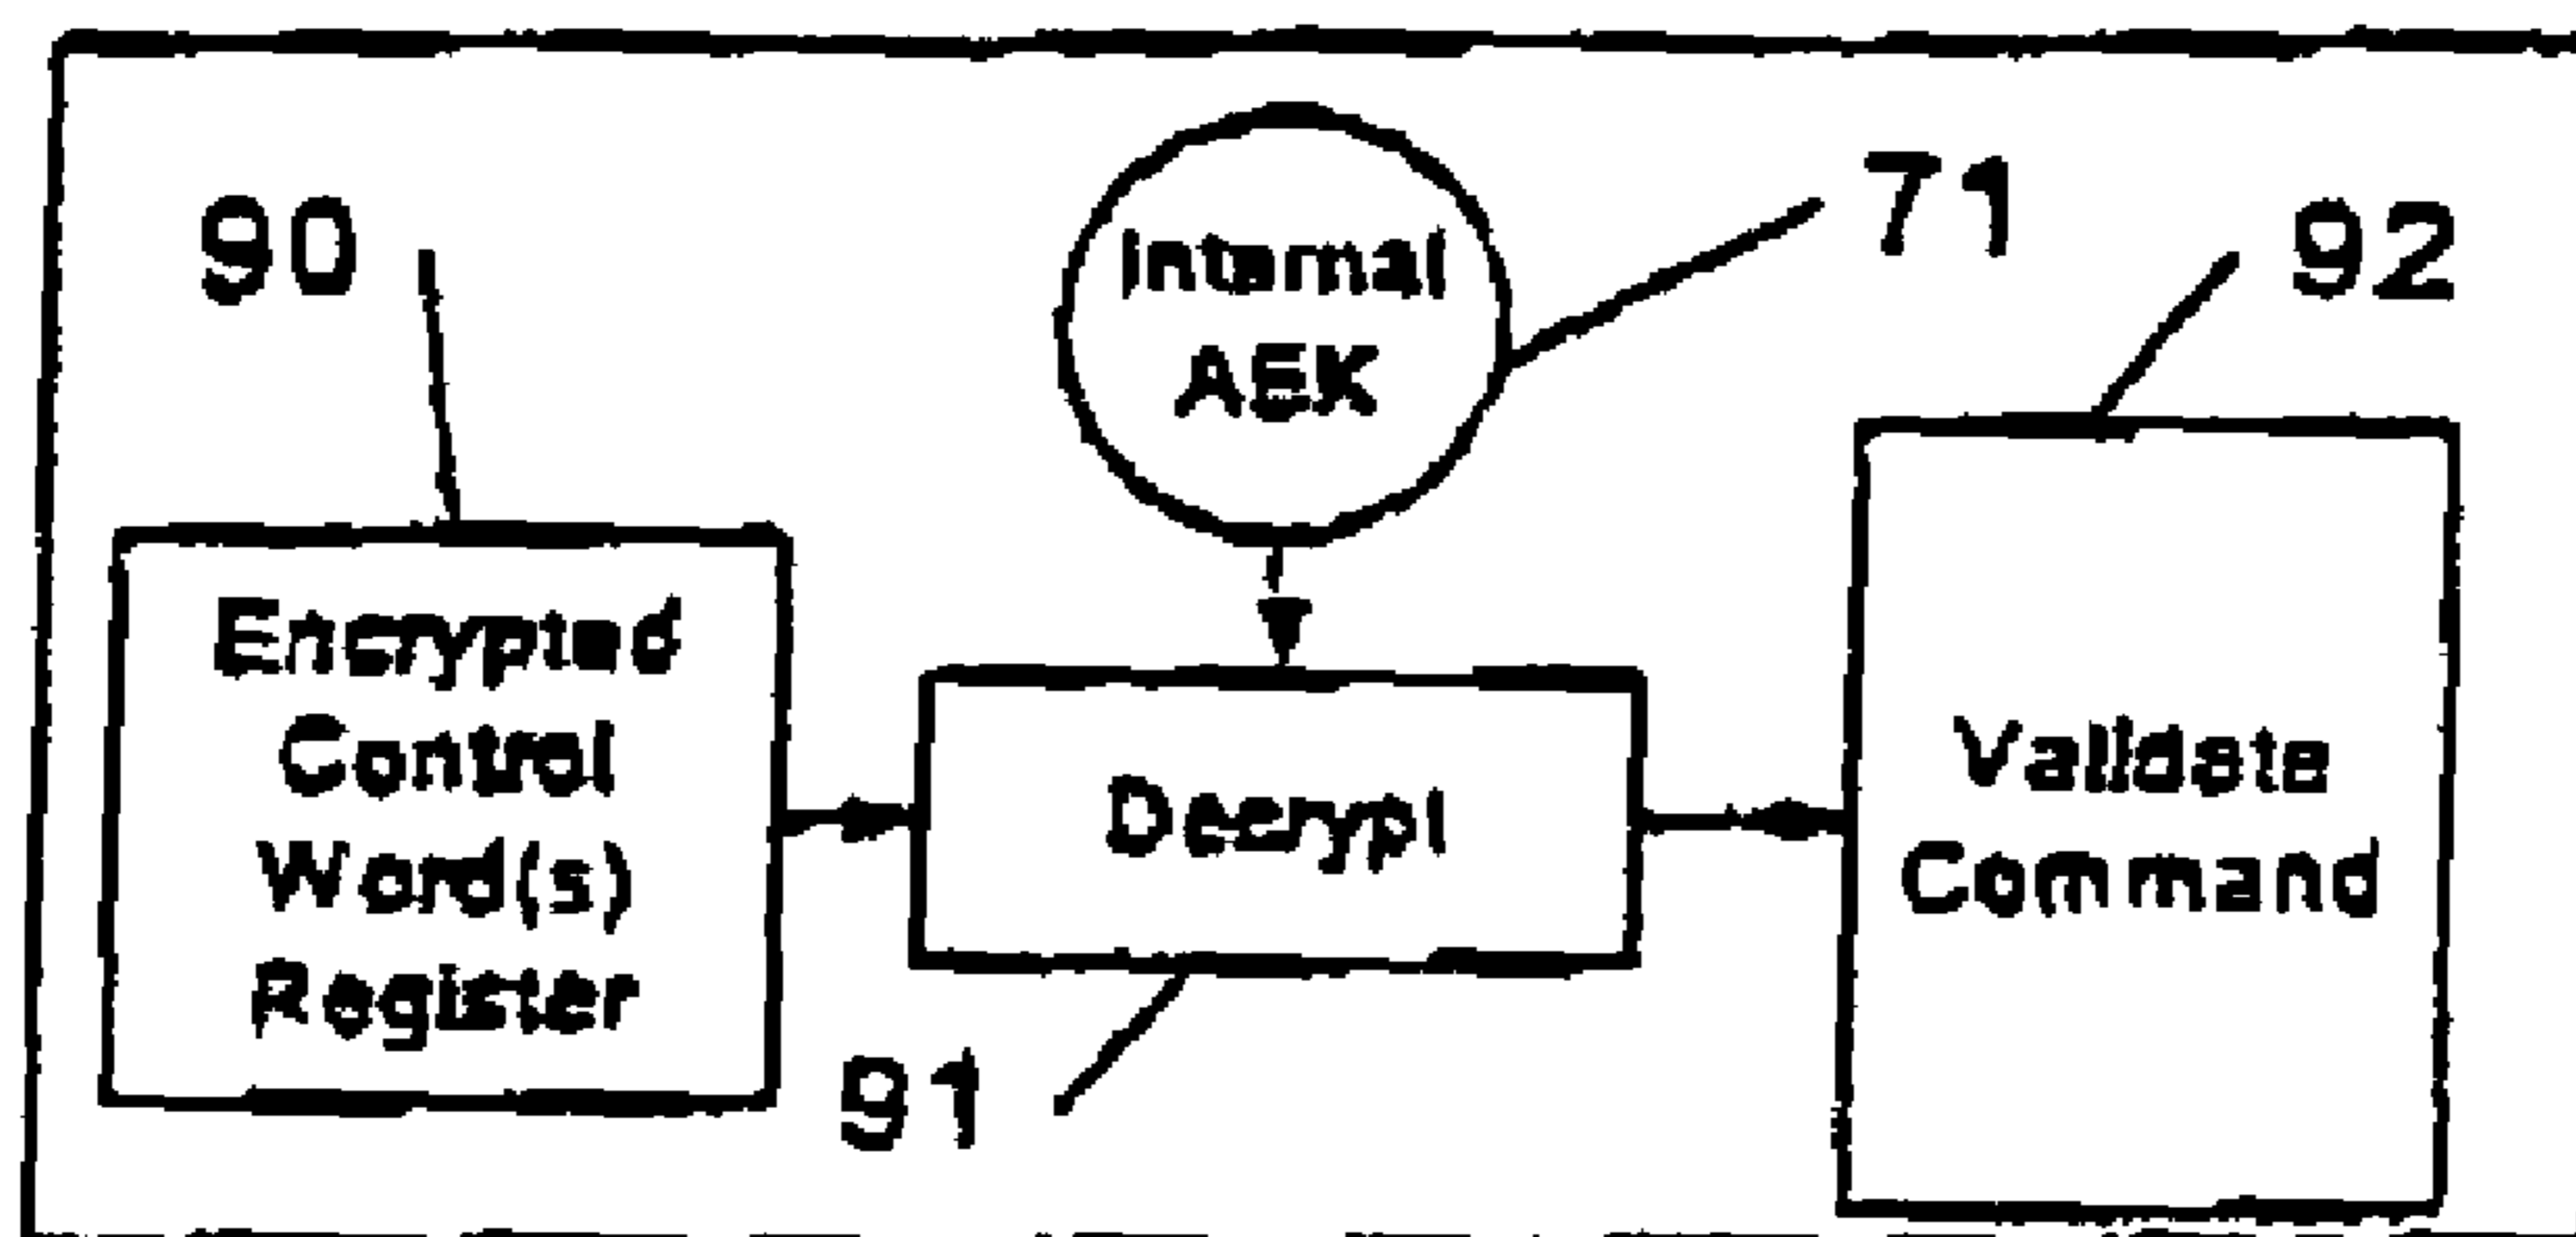 90
Internal
AEK
71
92
Encrypted
Control
Word(s)
Register
Decrypt
91
Validate
Command